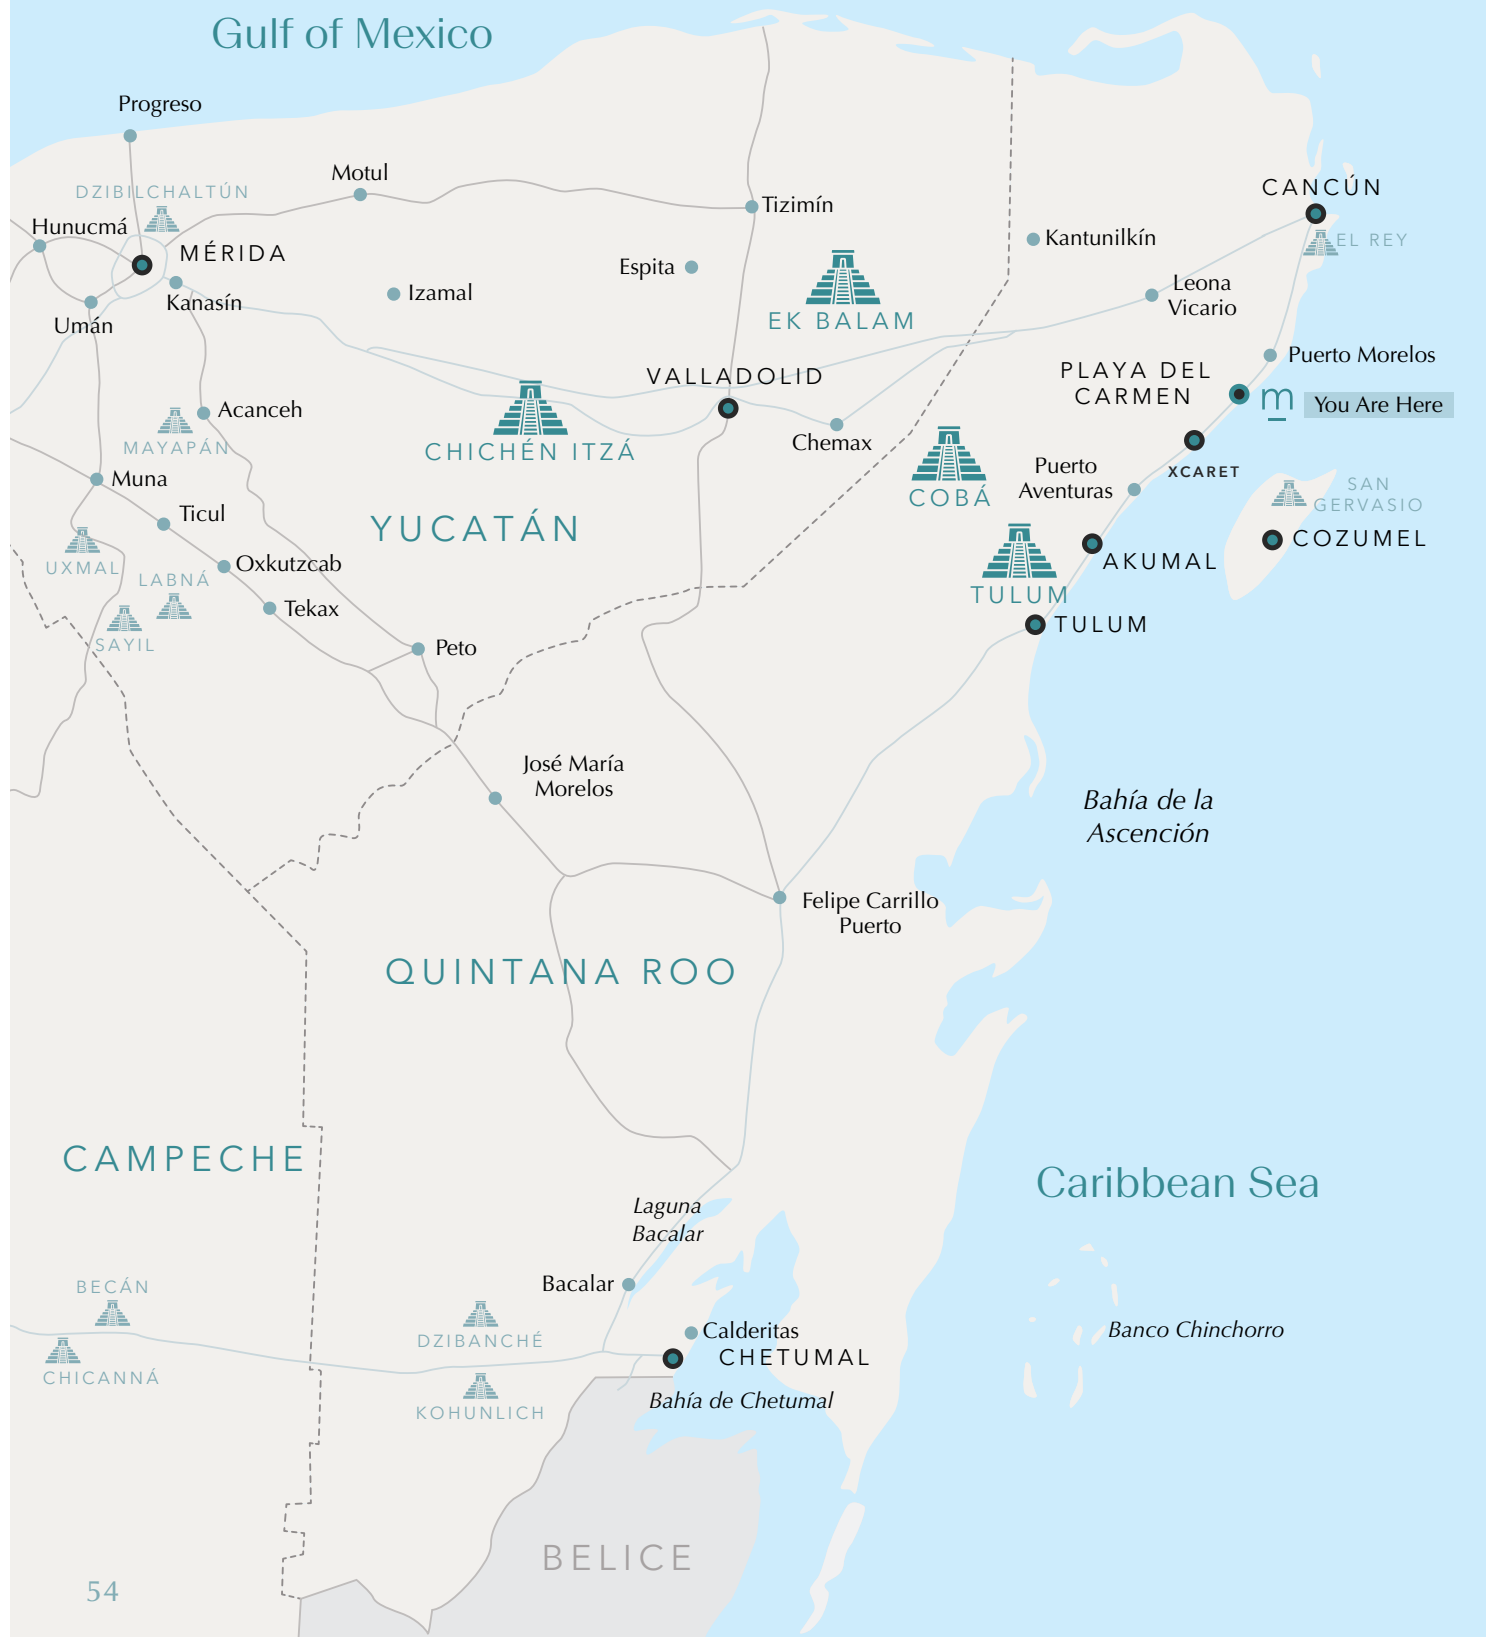 Gulf of Mexico
Progreso
Motul
DZIBILCHALTÚN
CANCÚN
Tizimín
Hunucmá
EL REY
Kantunilkín
MÉRIDA
Espita
Izamal
Leona
Vicario
Kanasín
EK BALAM
Umán
Puerto Morelos
PLAYA DEL
CARMEN
VALLADOLID
m
You Are Here
Acanceh
Chemax
MAYAPÁN
CHICHÉN ITZÁ
Puerto
Aventuras
XCARET
Muna
SAN
GERVASIO
COBÁ
Ticul
YUCATÁN
COZUMEL
UXMAL
Oxkutzcab
AKUMAL
LABNÁ
TULUM
Tekax
TULUM
SAYIL
Peto
José María
Morelos
Bahía de la
Ascención
Felipe Carrillo
Puerto
QUINTANA ROO
CAMPECHE
Caribbean Sea
Laguna
Bacalar
Bacalar
BECÁN
Calderitas
Banco Chinchorro
DZIBANCHÉ
CHETUMAL
CHICANNÁ
Bahía de Chetumal
KOHUNLICH
BELICE
54